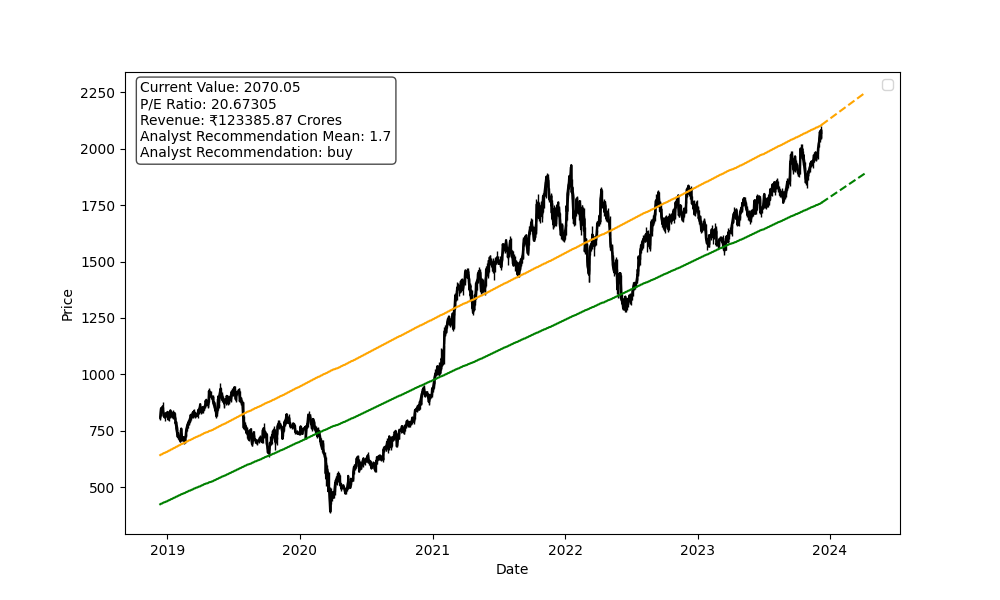 Current Value: 2070.05
P/E Ratio: 20.67305
Revenue: ₹123385.87 Crores
Analyst Recommendation Mean: 1.7
Analyst Recommendation: buy
2250
2000
1750
1500
1250
1000
750
500
Price
2019 2020 2021 2022 2023 2024
Date